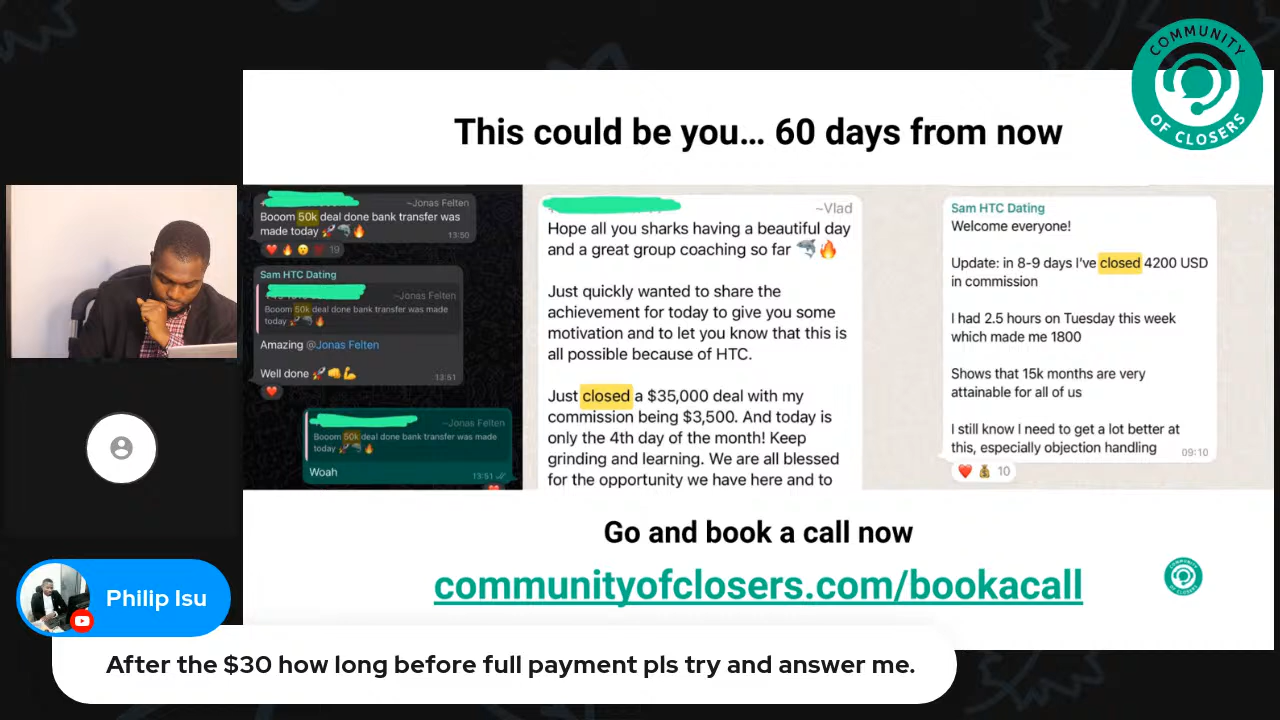 COMMUNITY
OF CLOSERS
This could be you… 60 days from now
~Jonas Felten
Booom 50k deal done bank transfer was
made today 🚀🦈🔥
13:50
❤️🔥😮💯 19
Sam HTC Dating
~Jonas Felten
Booom 50k deal done bank transfer was made
today 🚀🦈🔥
Amazing @Jonas Felten
Well done 🚀👊💪
13:51
~Jonas Felten
Booom 50k deal done bank transfer was made
today 🚀🦈🔥
Woah
13:51
~Vlad
Hope all you sharks having a beautiful day
and a great group coaching so far 🦈🔥
Just quickly wanted to share the
achievement for today to give you some
motivation and to let you know that this is
all possible because of HTC.
Just closed a $35,000 deal with my
commission being $3,500. And today is
only the 4th day of the month! Keep
grinding and learning. We are all blessed
for the opportunity we have here and to
Sam HTC Dating
Welcome everyone!
Update: in 8-9 days I've closed 4200 USD
in commission
I had 2.5 hours on Tuesday this week
which made me 1800
Shows that 15k months are very
attainable for all of us
I still know I need to get a lot better at
this, especially objection handling
09:10
❤️💰 10
Go and book a call now
communityofclosers.com/bookacall
Philip Isu
After the $30 how long before full payment pls try and answer me.